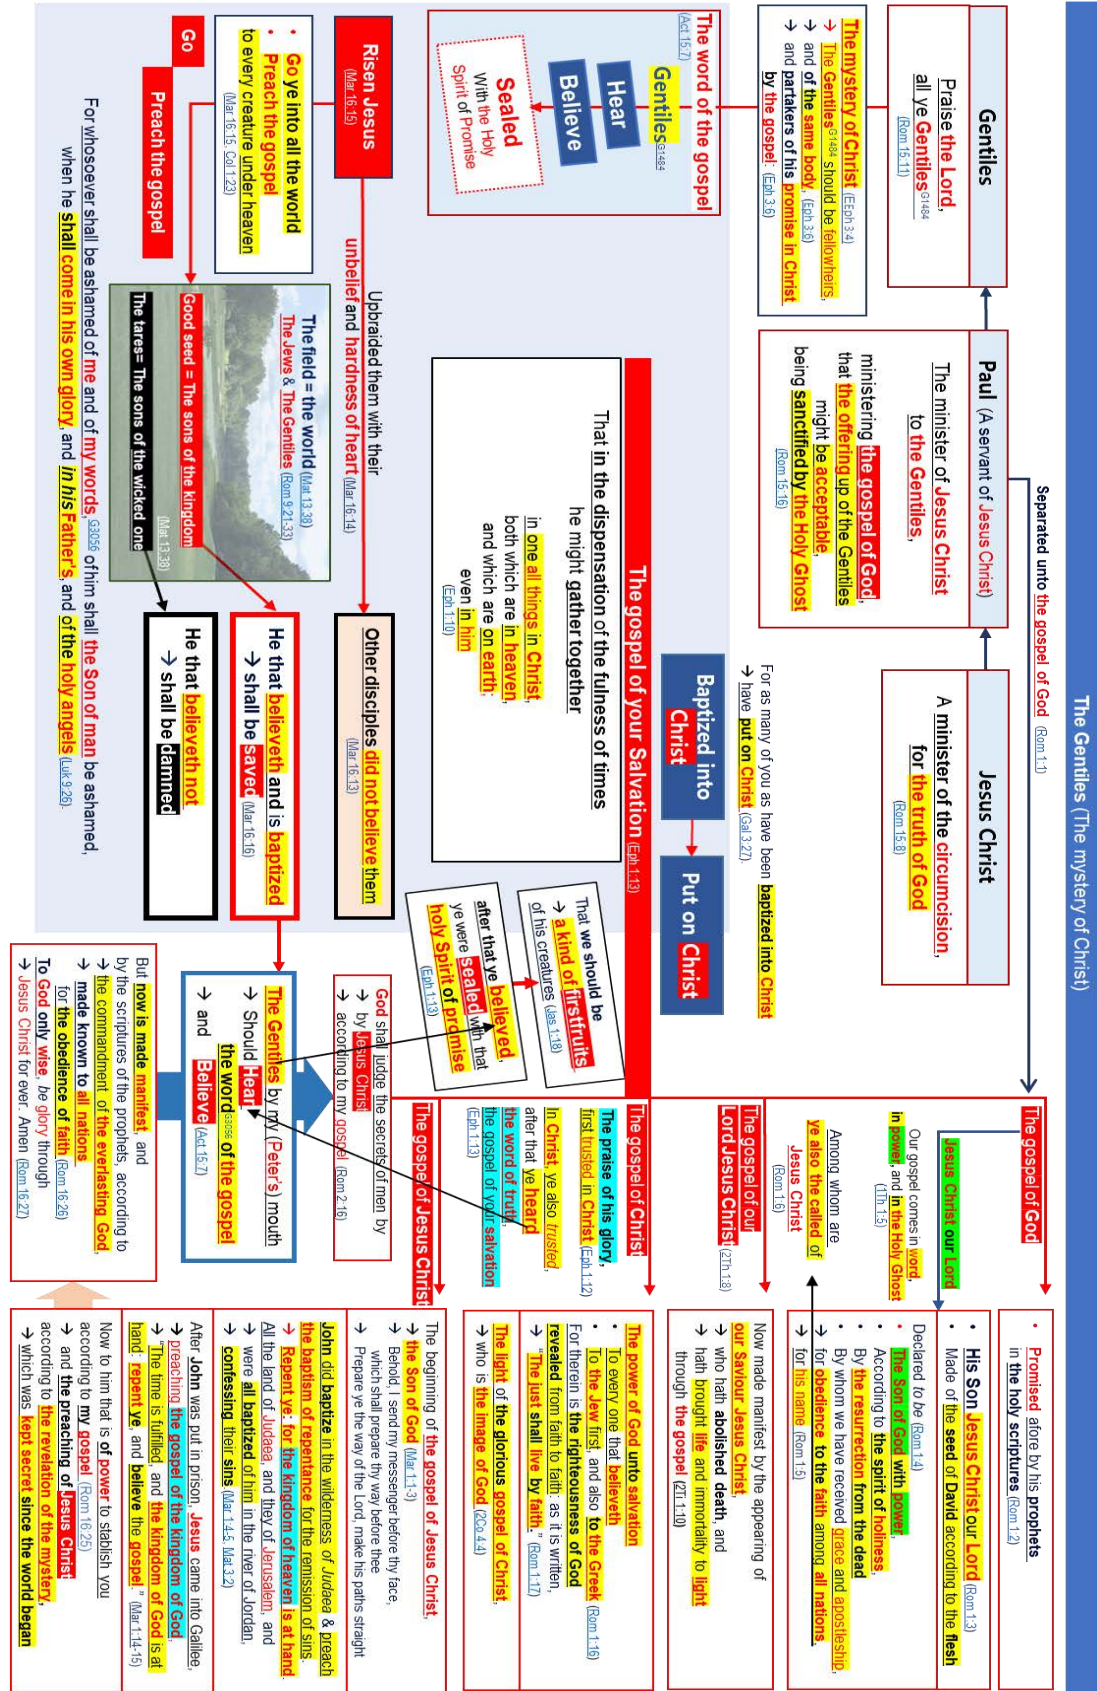 The Gentiles (The mystery of Christ)
Separated unto the gospel of God (Rom 1:1)
Gentiles
Praise the Lord,
all ye Gentiles G1484
(Rom 15:11)
Paul (A servant of Jesus Christ)
The minister of Jesus Christ
to the Gentiles,
ministering the gospel of God,
that the offering up of the Gentiles
might be acceptable,
being sanctified by the Holy Ghost
(Rom 15:16)
Jesus Christ
A minister of the circumcision,
for the truth of God
(Rom 15:8)
The mystery of Christ (EEph 3:4)
→ The Gentiles G1484 should be fellowheirs,
→ and of the same body, (Eph 3:6)
→ and partakers of his promise in Christ
by the gospel: (Eph 3:6)
The word of the gospel
(Act 15:7)
Gentiles G1484
Hear
Believe
Sealed
With the Holy
Spirit of Promise
For as many of you as have been baptized into Christ
→ have put on Christ (Gal 3:27).
Baptized into
Christ
Put on Christ
The gospel of your Salvation (Eph 1:13)
That in the dispensation of the fulness of times
he might gather together
in one all things in Christ,
both which are in heaven,
and which are on earth;
even in him
(Eph 1:10)
That we should be
→ a kind of firstfruits
of his creatures (Jas 1:18)
after that ye believed,
ye were sealed with that
holy Spirit of promise
(Eph 1:13)
Risen Jesus
(Mar 16:15)
Upbraided them with their
unbelief and hardness of heart (Mar 16:14)
Other disciples did not believe them
(Mar 16:13)
• Go ye into all the world
• Preach the gospel
to every creature under heaven
(Mar 16:15, Col 1:23)
Go
Preach the gospel
The field = the world (Mat 13:38)
The Jews & The Gentiles (Rom 9:21-33)
Good seed = The sons of the kingdom
The tares= The sons of the wicked one
(Mat 13:38)
He that believeth and is baptized
→ shall be saved (Mar 16:16)
He that believeth not
→ shall be damned
For whosoever shall be ashamed of me and of my words, G3056 of him shall the Son of man be ashamed,
when he shall come in his own glory, and in his Father's, and of the holy angels (Luk 9:26).
The gospel of God
• Promised afore by his prophets
in the holy scriptures (Rom 1:2)
Jesus Christ our Lord
Our gospel comes in word,
in power, and in the Holy Ghost
(1Th 1:5)
• His Son Jesus Christ our Lord (Rom 1:3)
• Made of the seed of David according to the flesh
Declared to be (Rom 1:4)
• The Son of God with power,
• According to the spirit of holiness,
• By the resurrection from the dead
• By whom we have received grace and apostleship,
→ for obedience to the faith among all nations,
→ for his name (Rom 1:5)
Among whom are
ye also the called of
Jesus Christ
(Rom 1:6)
The gospel of our
Lord Jesus Christ (2Th 1:8)
Now made manifest by the appearing of
our Saviour Jesus Christ,
→ who hath abolished death, and
→ hath brought life and immortality to light
through the gospel (2Ti 1:10)
The gospel of Christ
The praise of his glory,
first trusted in Christ (Eph 1:12)
In Christ, ye also trusted,
after that ye heard
the word of truth,
the gospel of your salvation
(Eph 1:13)
The power of God unto salvation
• To every one that believeth
• To the Jew first, and also to the Greek (Rom 1:16)
For therein is the righteousness of God
revealed from faith to faith: as it is written,
→ “The just shall live by faith.” (Rom 1:17)
The light of the glorious gospel of Christ,
→ who is the image of God (2Co 4:4)
The gospel of Jesus Christ
The beginning of the gospel of Jesus Christ,
→ the Son of God (Mar 1:1-3)
→ Behold, I send my messenger before thy face,
which shall prepare thy way before thee
→ Prepare ye the way of the Lord, make his paths straight
John did baptize in the wilderness of Judaea & preach
the baptism of repentance for the remission of sins.
→ Repent ye: for the kingdom of heaven is at hand.
All the land of Judaea, and they of Jerusalem, and
→ were all baptized of him in the river of Jordan,
→ confessing their sins (Mar 1:4-5, Mat 3:2)
After John was put in prison, Jesus came into Galilee,
→ preaching the gospel of the kingdom of God,
→ “The time is fulfilled, and the kingdom of God is at
hand: repent ye, and believe the gospel.” (Mar 1:14-15)
God shall judge the secrets of men by
→ by Jesus Christ
→ according to my gospel (Rom 2:16)
The Gentiles by my (Peter's) mouth
→ Should Hear
the word G3056 of the gospel
→ and Believe (Act 15:7)
But now is made manifest, and
by the scriptures of the prophets, according to
→ the commandment of the everlasting God,
→ made known to all nations
for the obedience of faith (Rom 16:26)
To God only wise, be glory through
→ Jesus Christ for ever. Amen (Rom 16:27)
Now to him that is of power to stablish you
according to my gospel (Rom 16:25)
→ and the preaching of Jesus Christ
according to the revelation of the mystery,
→ which was kept secret since the world began